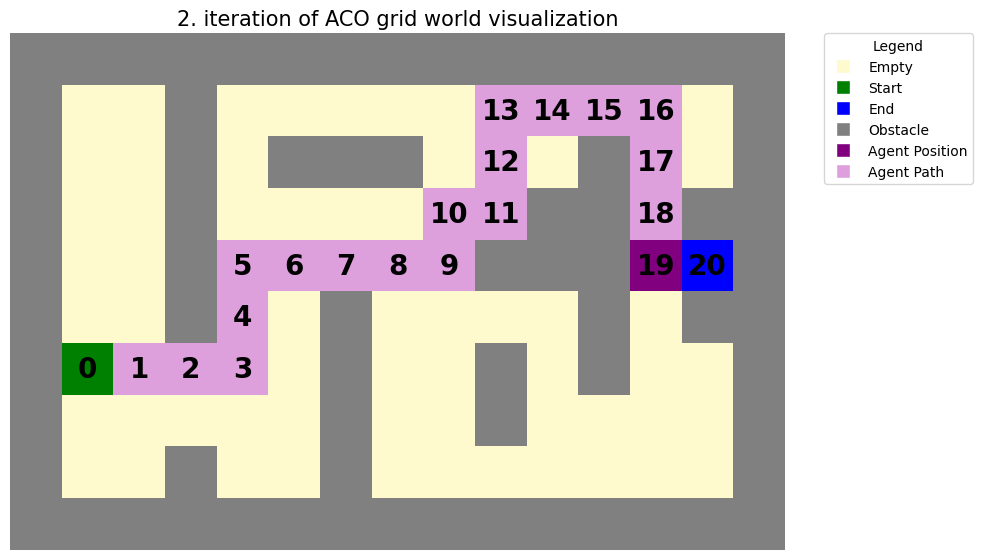 2. iteration of ACO grid world visualization
Legend
Empty
Start
End
Obstacle
Agent Position
Agent Path
13 14 15 16
12 17
10 11 18
5 6 7 8 9 19 20
4
0 1 2 3